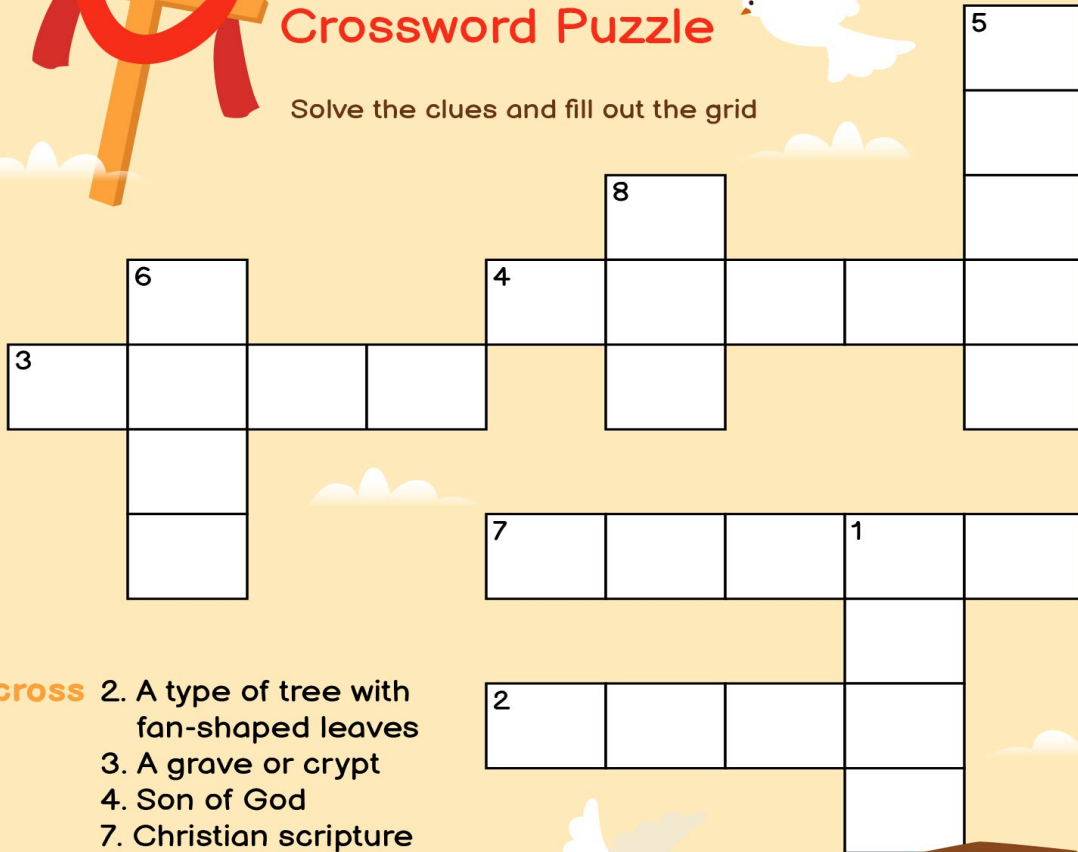 Crossword Puzzle
Solve the clues and fill out the grid
5
8
6
4
3
7
1
2
cross
2. A type of tree with
fan-shaped leaves
3. A grave or crypt
4. Son of God
7. Christian scripture